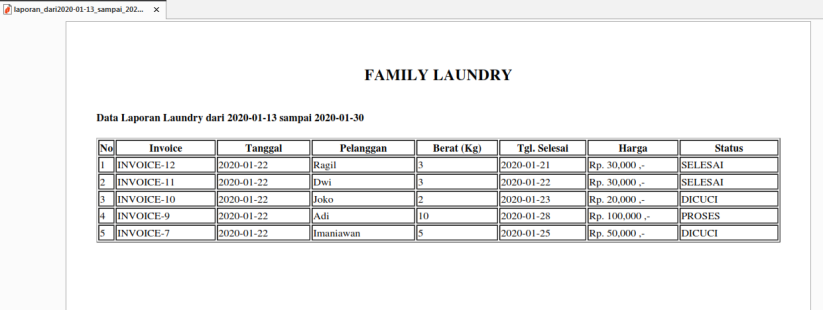 laporan_dari2020-01-13_sampai_202...
FAMILY LAUNDRY
Data Laporan Laundry dari 2020-01-13 sampai 2020-01-30
No Invoice Tanggal Pelanggan Berat (Kg) Tgl. Selesai Harga Status
1 INVOICE-12 2020-01-22 Ragil 3 2020-01-21 Rp. 30,000 ,- SELESAI
2 INVOICE-11 2020-01-22 Dwi 3 2020-01-22 Rp. 30,000 ,- SELESAI
3 INVOICE-10 2020-01-22 Joko 2 2020-01-23 Rp. 20,000 ,- DICUCI
4 INVOICE-9 2020-01-22 Adi 10 2020-01-28 Rp. 100,000 ,- PROSES
5 INVOICE-7 2020-01-22 Imaniawan 5 2020-01-25 Rp. 50,000 ,- DICUCI